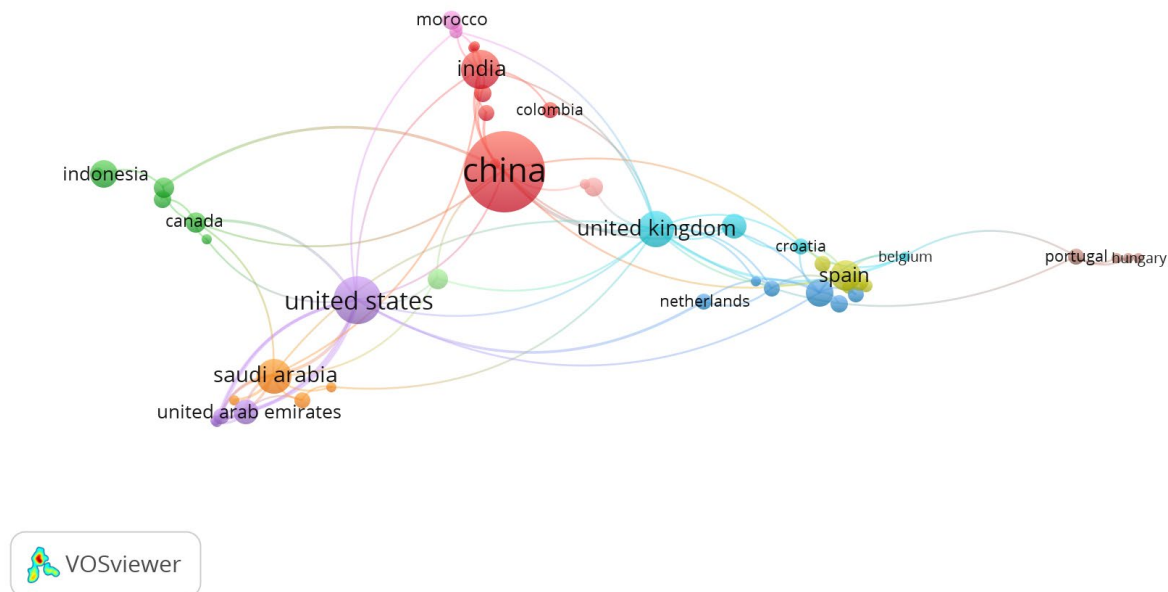 morocco
india
colombia
china
indonesia
canada
united kingdom
croatia
belgium
portugal
hungary
spain
netherlands
united states
saudi arabia
united arab emirates
VOSviewer